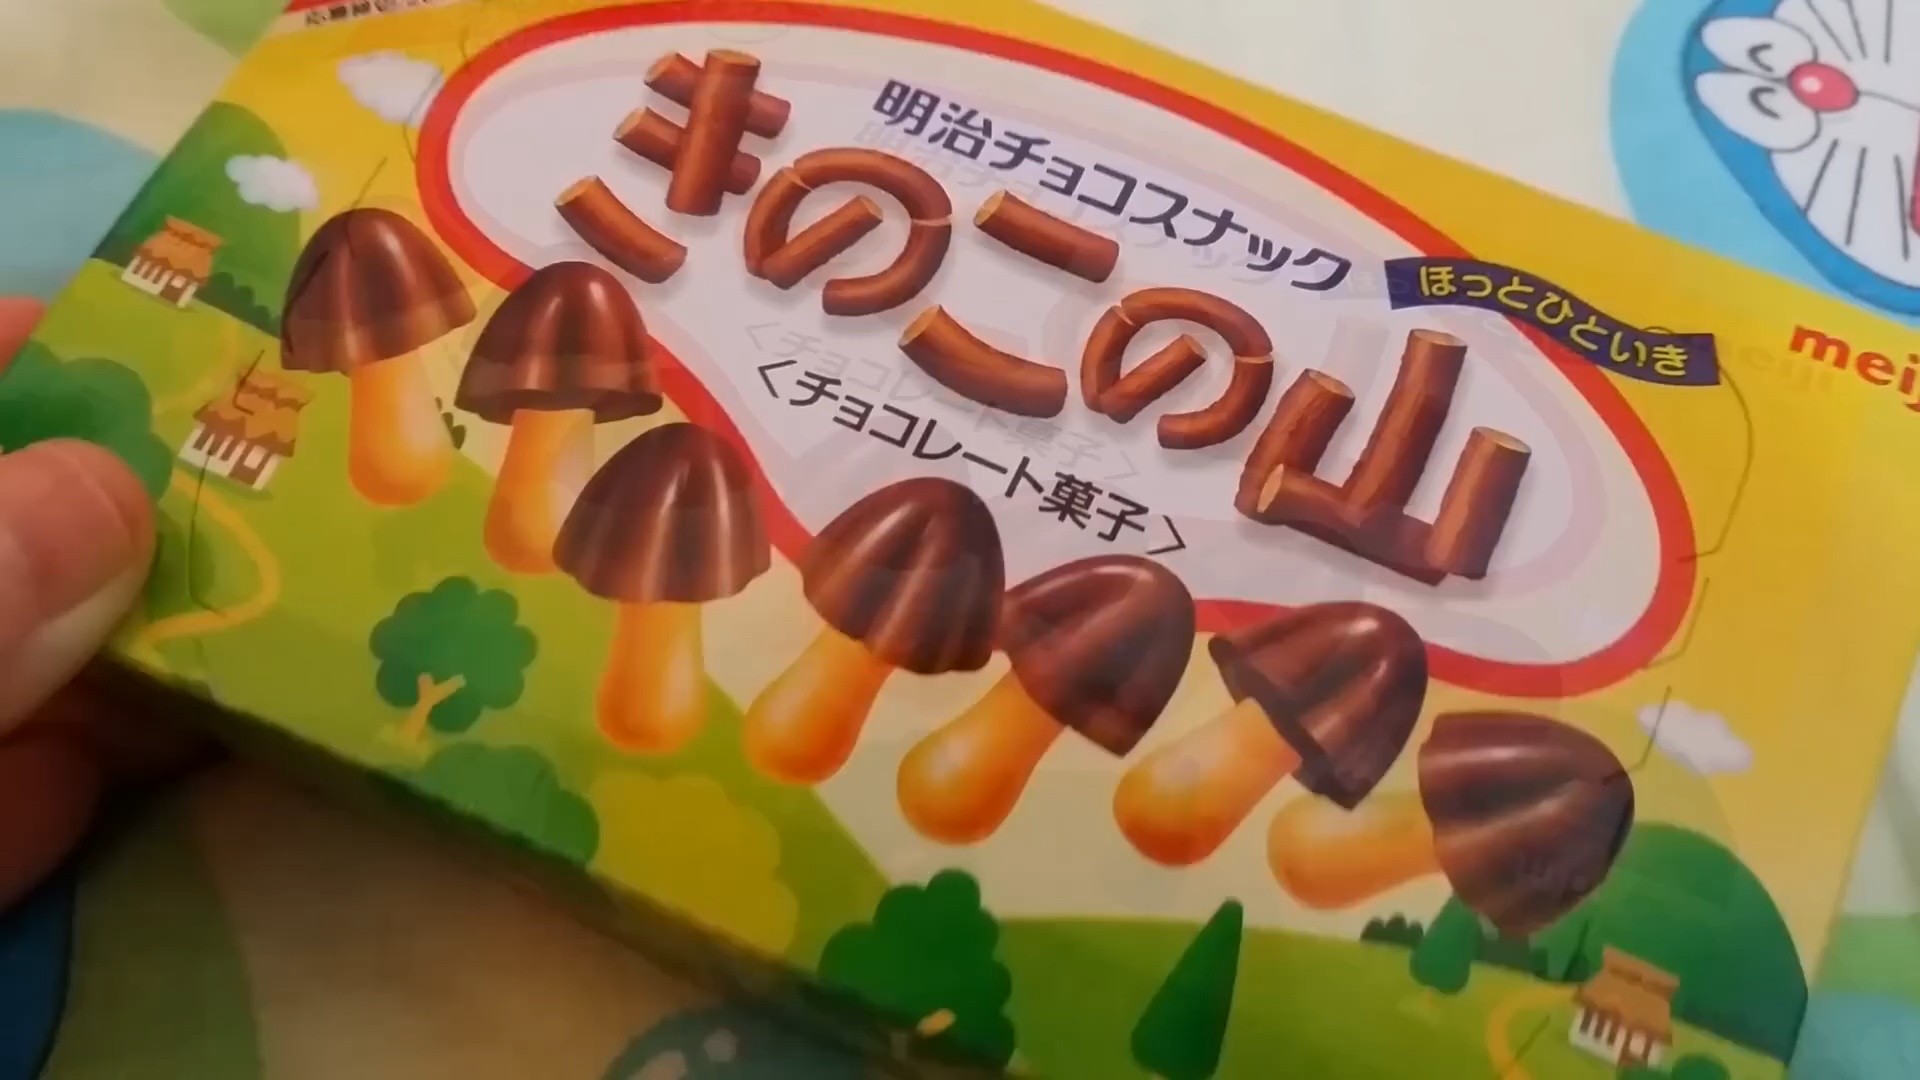 明治チョコスナック
きのこの山
<チョコレート菓子>
ほっとひといき
meiji